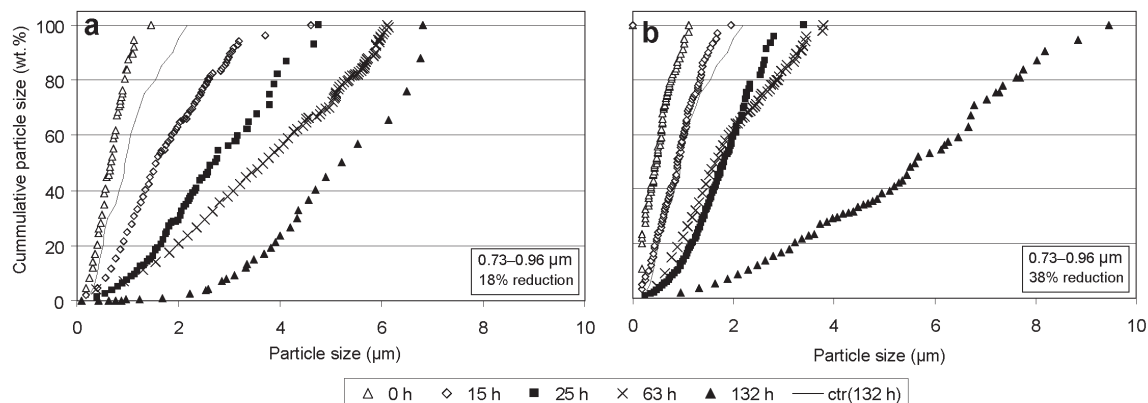 a
b
Cummulative particle size (wt.%)
100
80
60
40
20
0
0.73–0.96 µm
18% reduction
0.73–0.96 µm
38% reduction
0 2 4 6 8 10
0 2 4 6 8 10
Particle size (µm)
Particle size (µm)
0 h 15 h 25 h 63 h 132 h ctr(132 h)